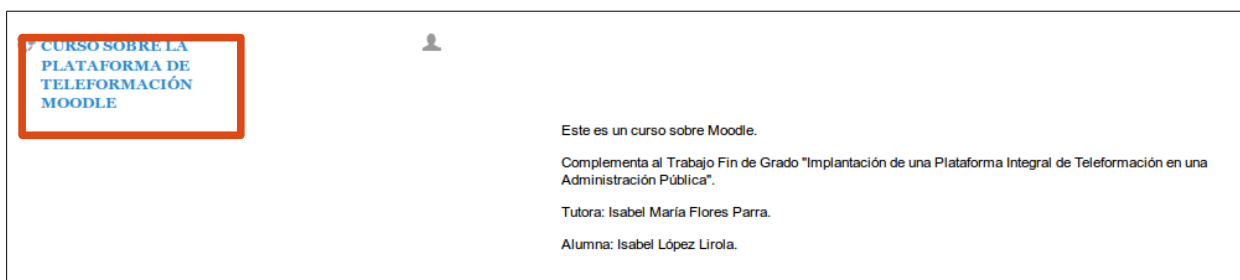 CURSO SOBRE LA
PLATAFORMA DE
TELEFORMACIÓN
MOODLE
Este es un curso sobre Moodle.
Complementa al Trabajo Fin de Grado "Implantación de una Plataforma Integral de Teleformación en una
Administración Pública".
Tutora: Isabel María Flores Parra.
Alumna: Isabel López Lirola.